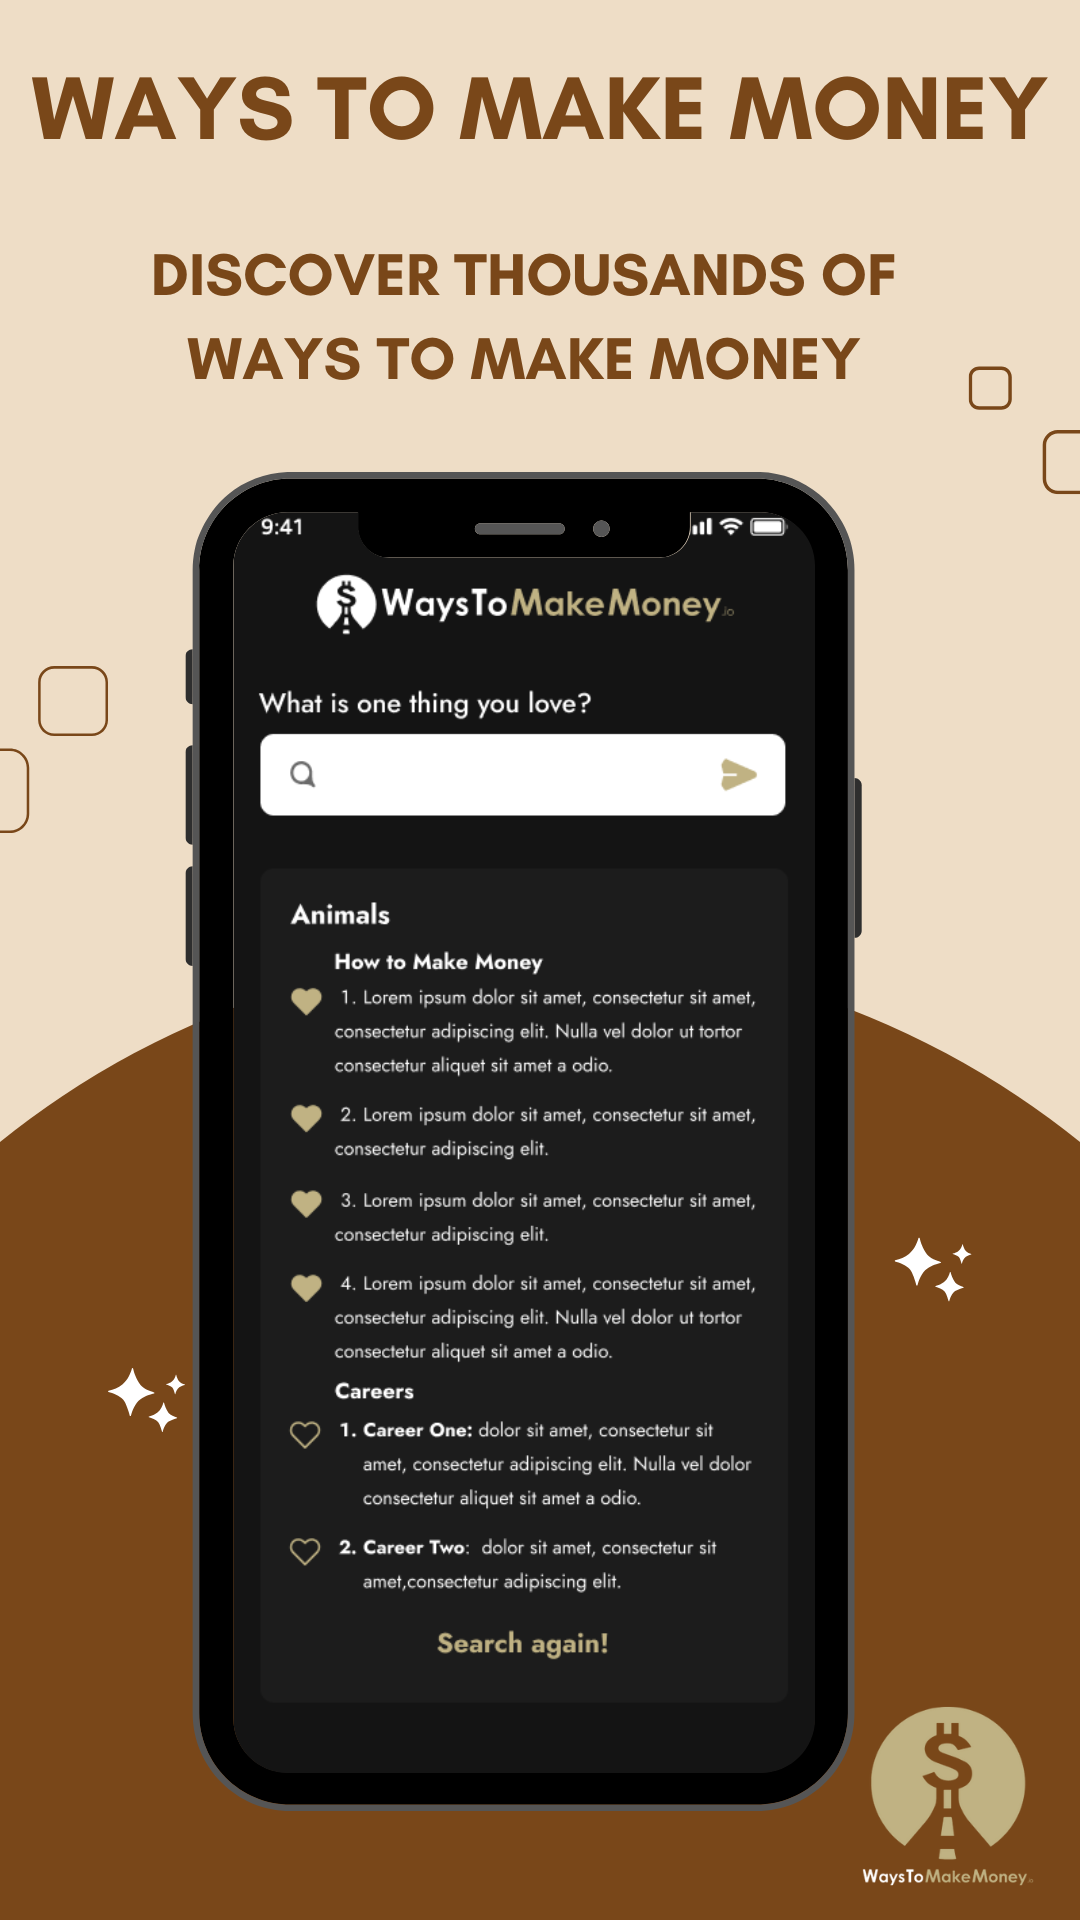 WAYS TO MAKE MONEY
DISCOVER THOUSANDS OF
WAYS TO MAKE MONEY
9:41
WaysToMakeMoney.io
What is one thing you love?
Animals
How to Make Money
1. Lorem ipsum dolor sit amet, consectetur sit amet,
consectetur adipiscing elit. Nulla vel dolor ut tortor
consectetur aliquet sit amet a odio.
2. Lorem ipsum dolor sit amet, consectetur sit amet,
consectetur adipiscing elit.
3. Lorem ipsum dolor sit amet, consectetur sit amet,
consectetur adipiscing elit.
4. Lorem ipsum dolor sit amet, consectetur sit amet,
consectetur adipiscing elit. Nulla vel dolor ut tortor
consectetur aliquet sit amet a odio.
Careers
1. Career One: dolor sit amet, consectetur sit
amet, consectetur adipiscing elit. Nulla vel dolor
consectetur aliquet sit amet a odio.
2. Career Two: dolor sit amet, consectetur sit
amet,consectetur adipiscing elit.
Search again!
WaysToMakeMoney